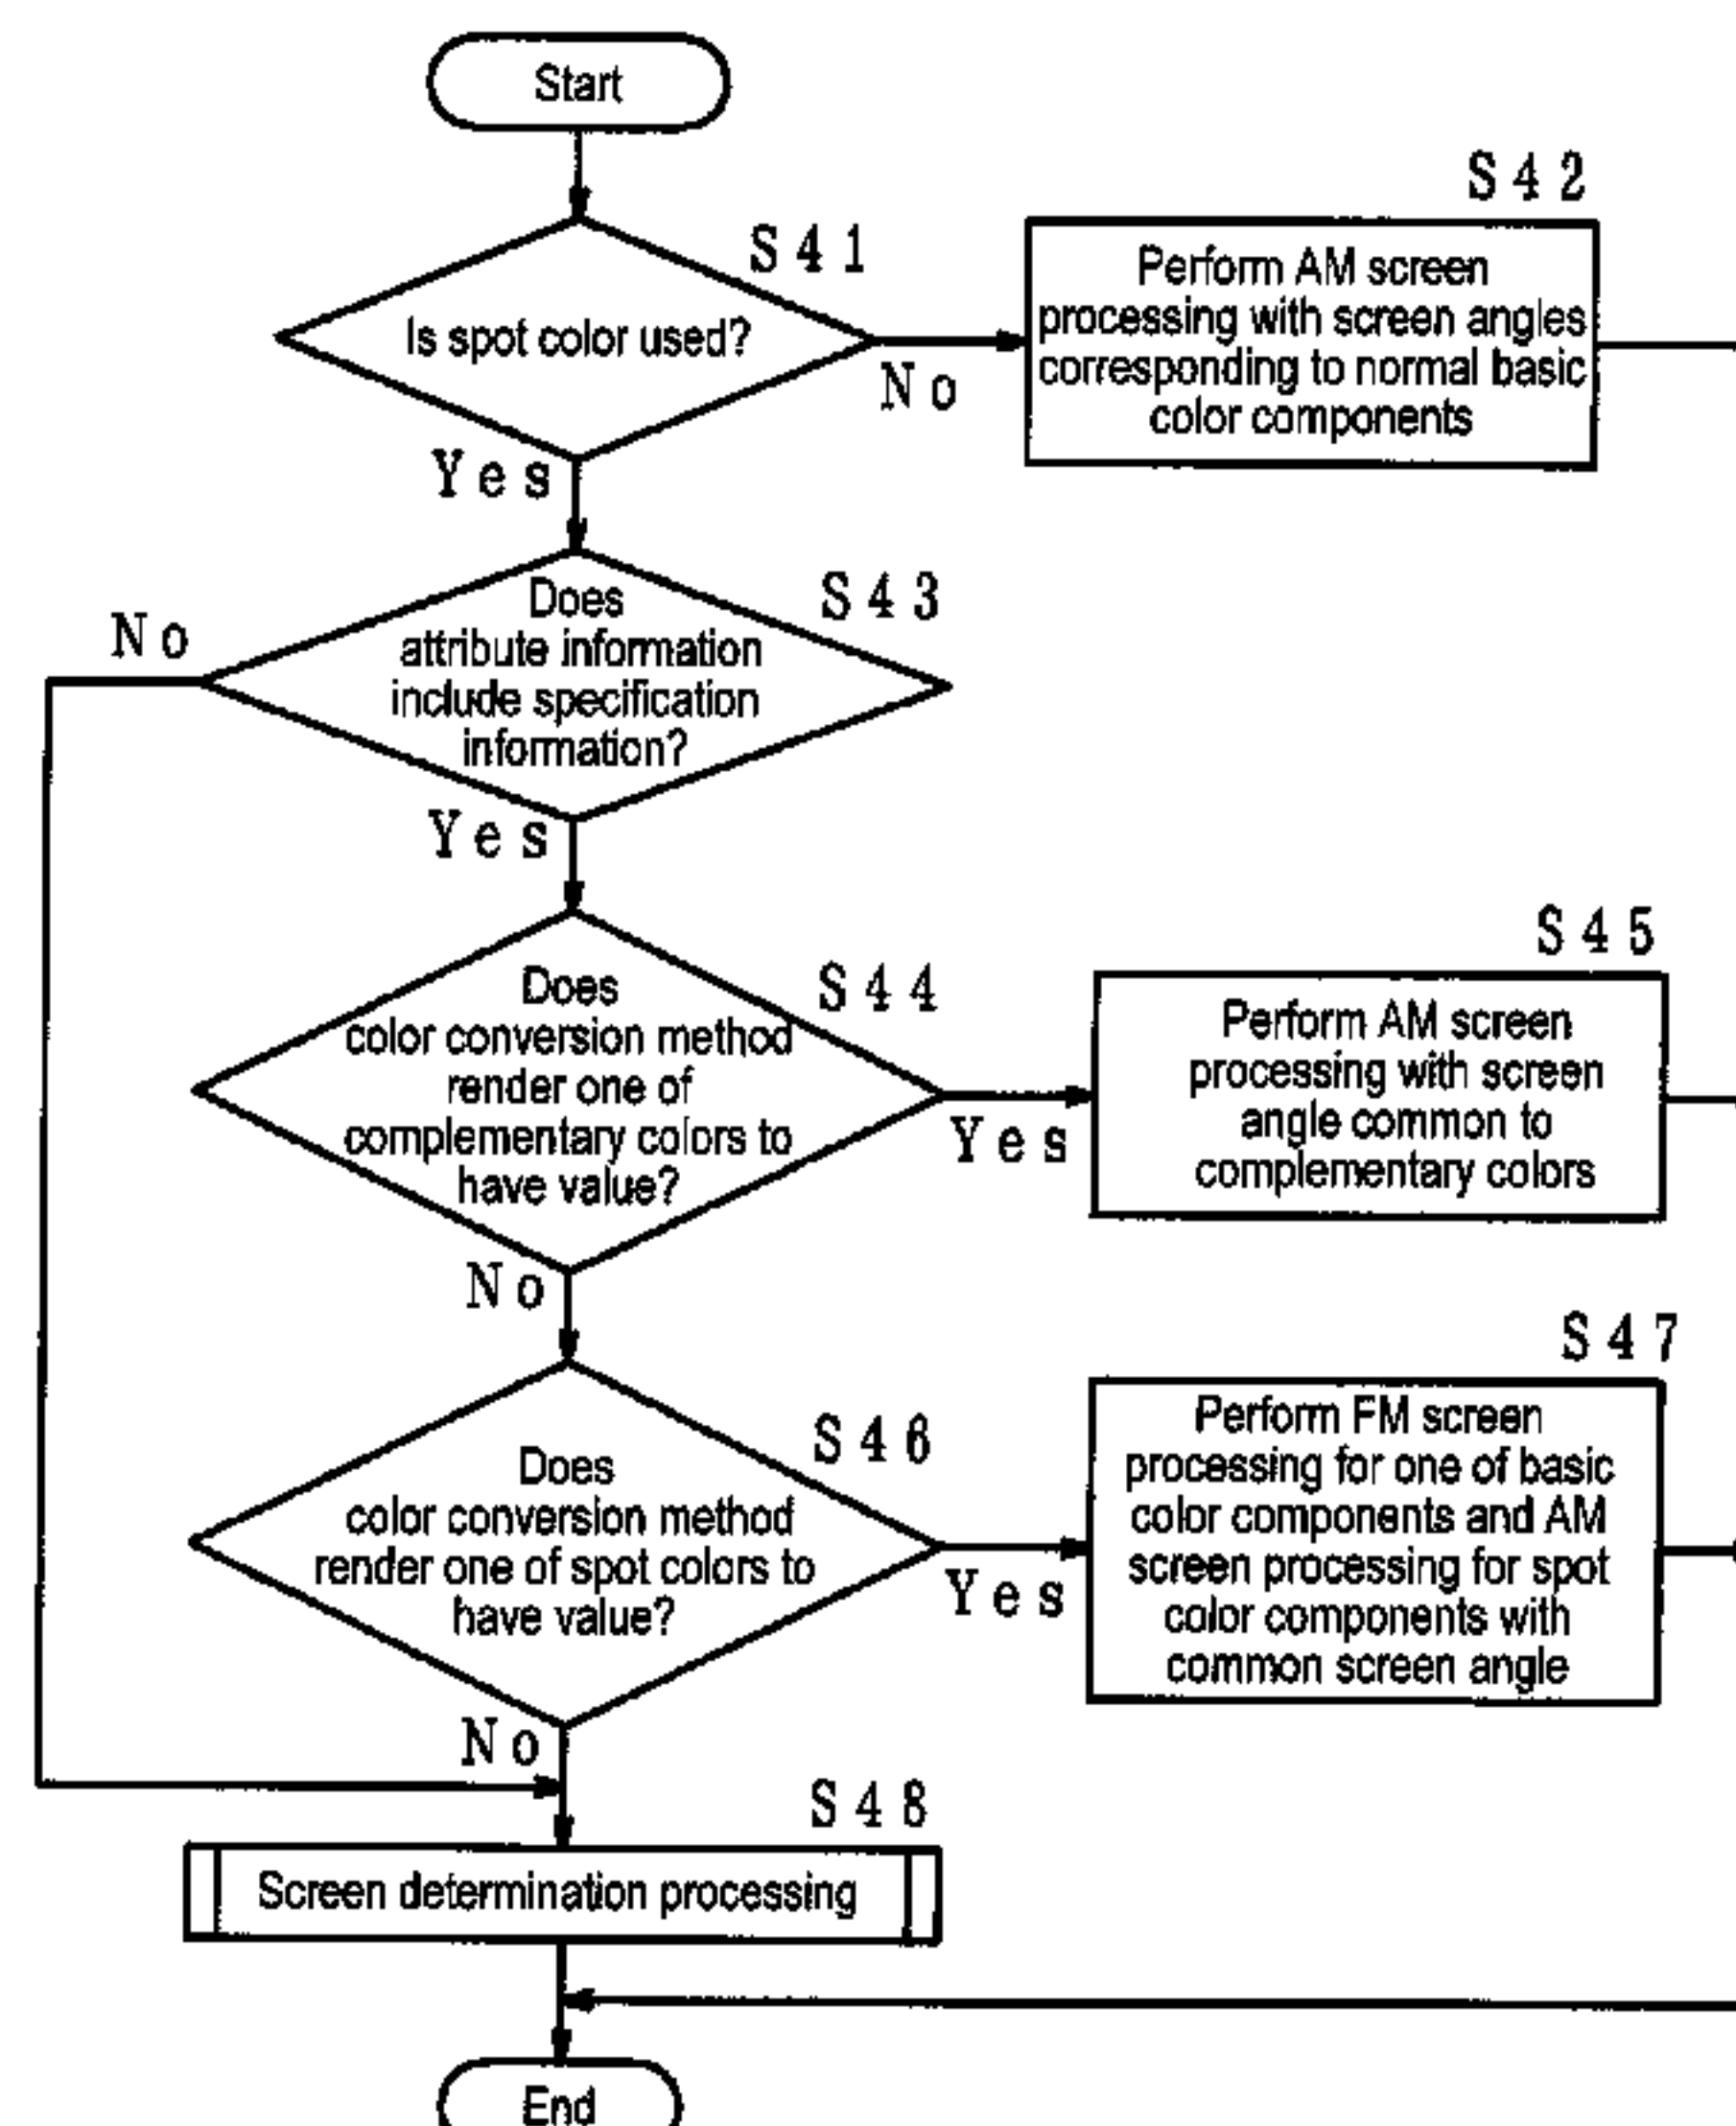 Start
S41
Is spot color used?
No
Yes
S42
Perform AM screen
processing with screen angles
corresponding to normal basic
color components
S43
Does
attribute information
include specification
information?
No
Yes
S44
Does
color conversion method
render one of
complementary colors to
have value?
Yes
No
S45
Perform AM screen
processing with screen
angle common to
complementary colors
S46
Does
color conversion method
render one of spot colors to
have value?
Yes
No
S47
Perform FM screen
processing for one of basic
color components and AM
screen processing for spot
color components with
common screen angle
S48
Screen determination processing
End